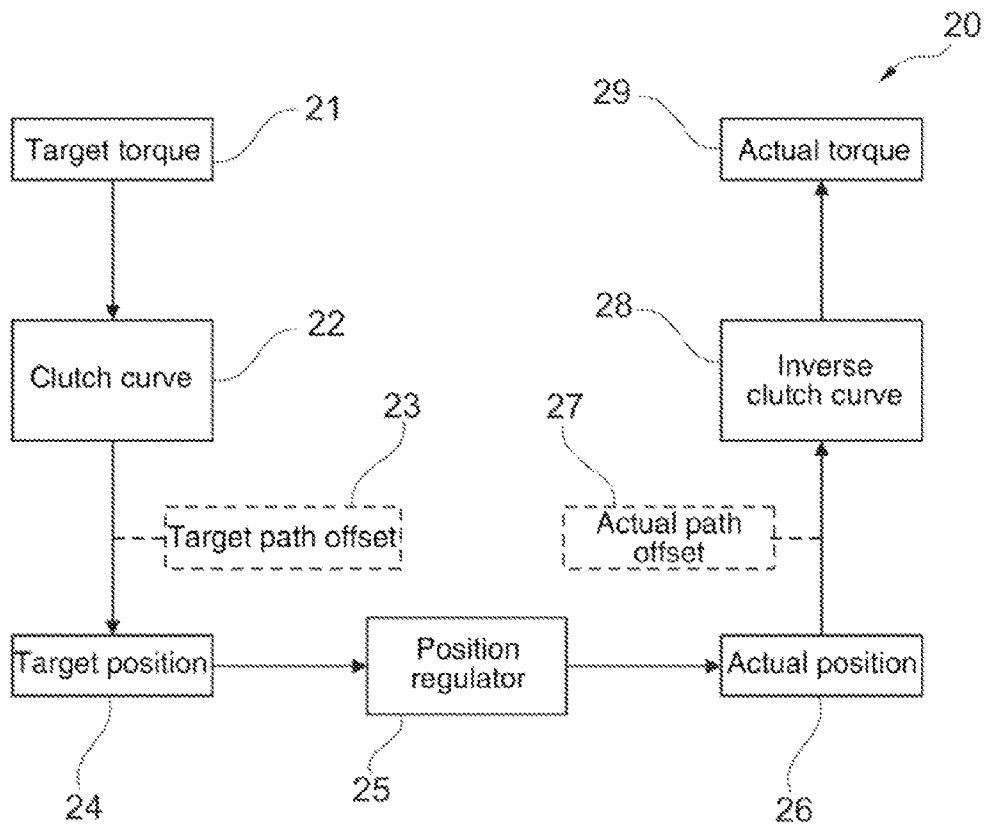 20
21
29
Target torque
Actual torque
22
28
Clutch curve
Inverse
clutch curve
23
27
Target path offset
Actual path
offset
Target position
Position
regulator
Actual position
24
25
26